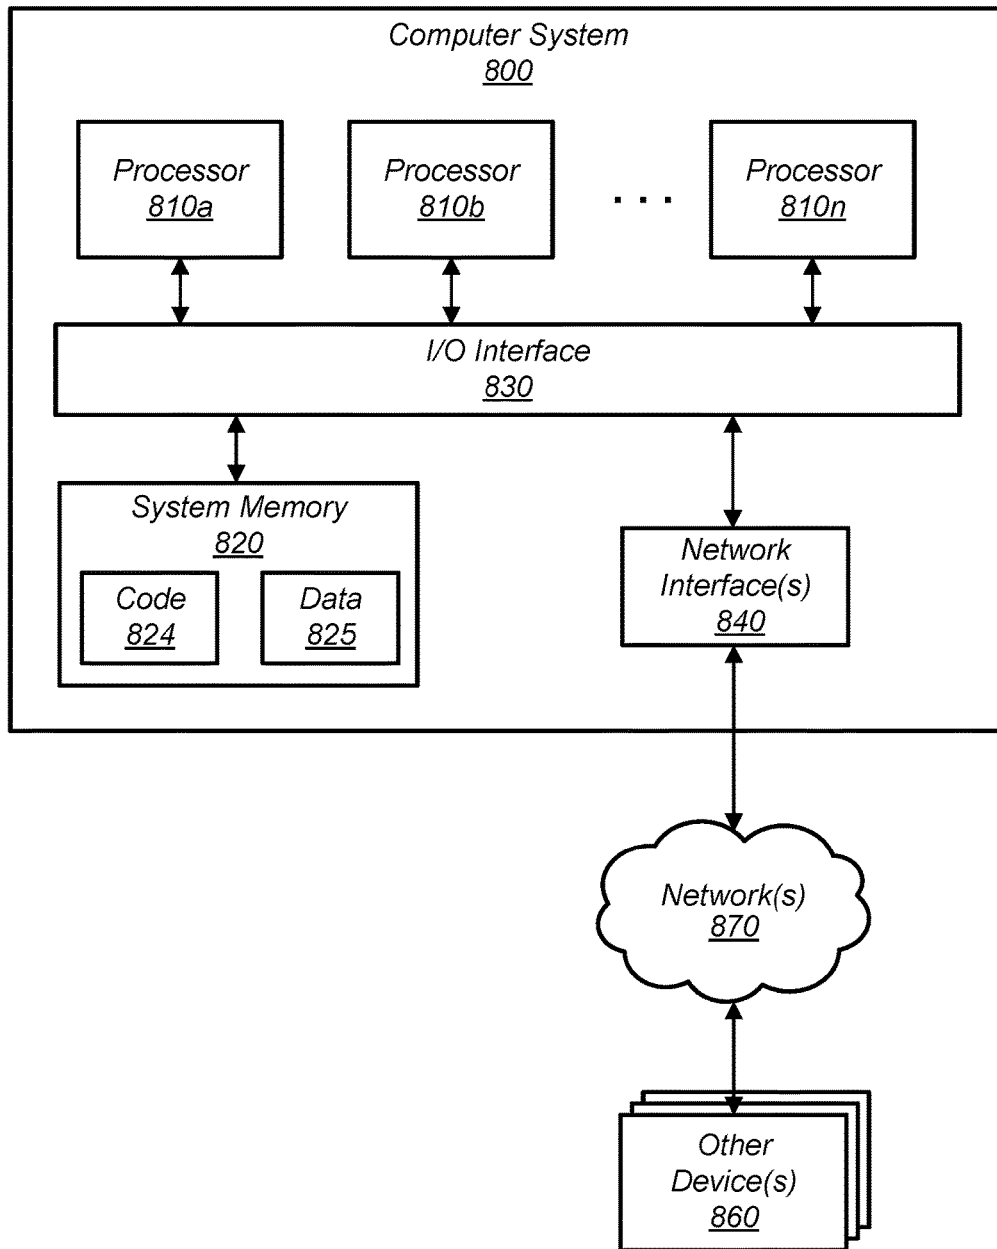 Computer System
800
Processor
810a
Processor
810b
. . .
Processor
810n
I/O Interface
830
System Memory
820
Code
824
Data
825
Network
Interface(s)
840
Network(s)
870
Other
Device(s)
860